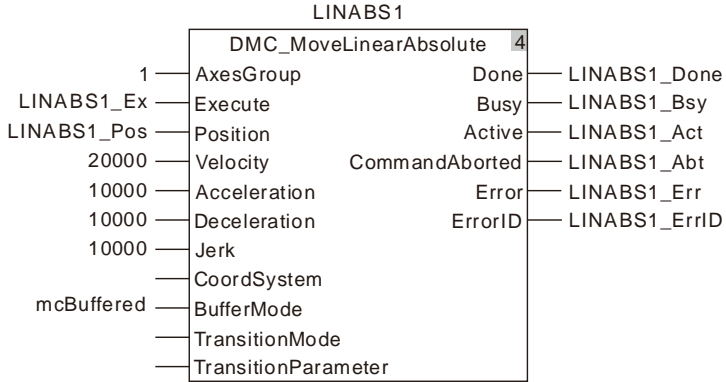 LINABS1
DMC_MoveLinearAbsolute 4
1 AxesGroup Done LINABS1_Done
LINABS1_Ex Execute Busy LINABS1_Bsy
LINABS1_Pos Position Active LINABS1_Act
20000 Velocity CommandAborted LINABS1_Abt
10000 Acceleration Error LINABS1_Err
10000 Deceleration ErrorID LINABS1_ErrID
10000 Jerk
CoordSystem
mcBuffered BufferMode
TransitionMode
TransitionParameter